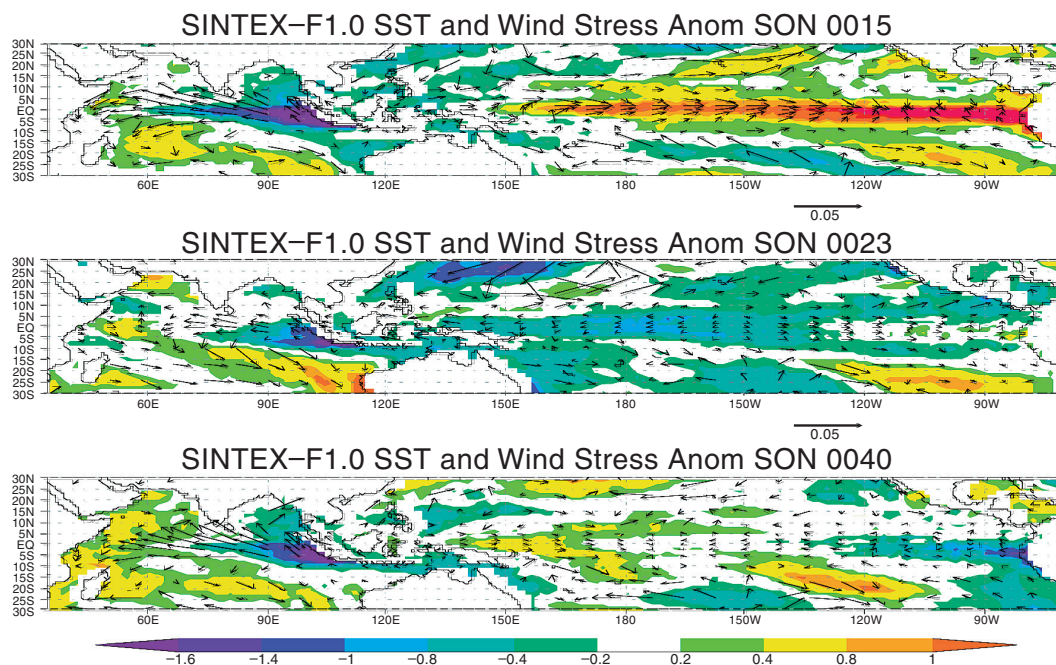 SINTEX–F1.0 SST and Wind Stress Anom SON 0015
30N
25N
20N
15N
10N
5N
EQ
5S
10S
15S
20S
25S
30S
60E 90E 120E 150E 180 150W 120W 90W
0.05
SINTEX–F1.0 SST and Wind Stress Anom SON 0023
30N
25N
20N
15N
10N
5N
EQ
5S
10S
15S
20S
25S
30S
60E 90E 120E 150E 180 150W 120W 90W
0.05
SINTEX–F1.0 SST and Wind Stress Anom SON 0040
30N
25N
20N
15N
10N
5N
EQ
5S
10S
15S
20S
25S
30S
60E 90E 120E 150E 180 150W 120W 90W
−1.6 −1.4 −1 −0.8 −0.4 −0.2 0.2 0.4 0.8 1